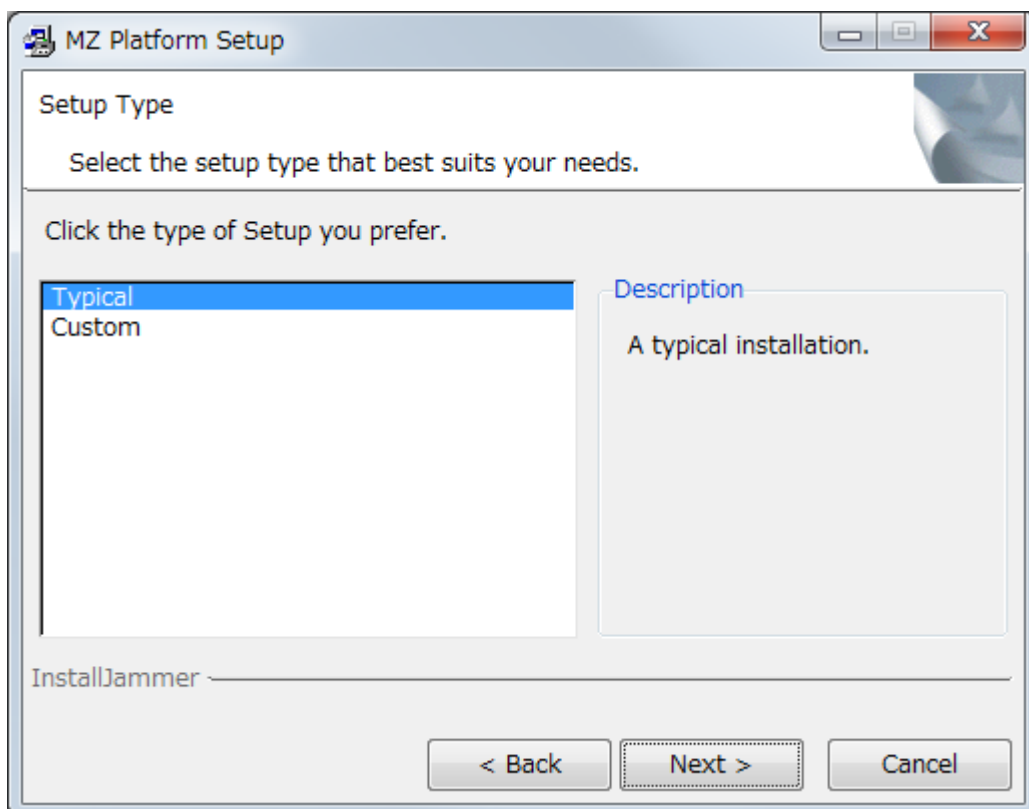 MZ Platform Setup
Setup Type
Select the setup type that best suits your needs.
Click the type of Setup you prefer.
Typical
Custom
Description
A typical installation.
InstallJammer
< Back
Next >
Cancel